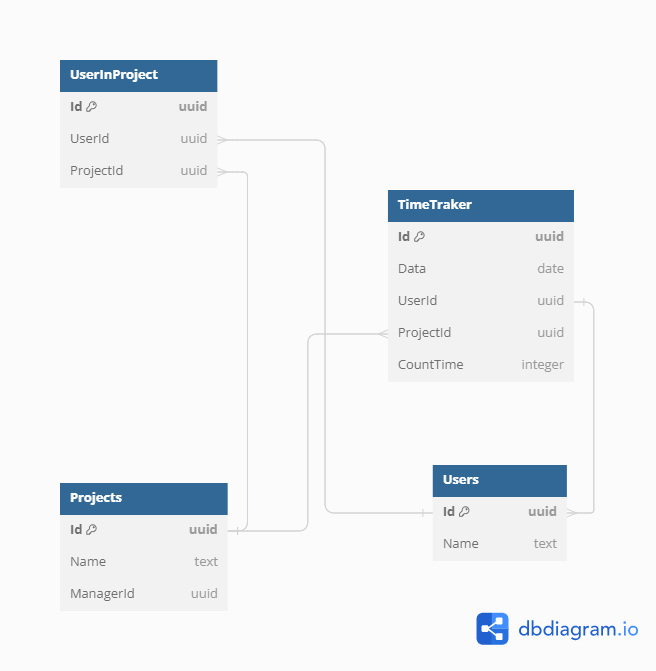 UserInProject
Id uuid
UserId uuid
ProjectId uuid
TimeTraker
Id uuid
Data date
UserId uuid
ProjectId uuid
CountTime integer
Projects
Id uuid
Name text
ManagerId uuid
Users
Id uuid
Name text
dbdiagram.io